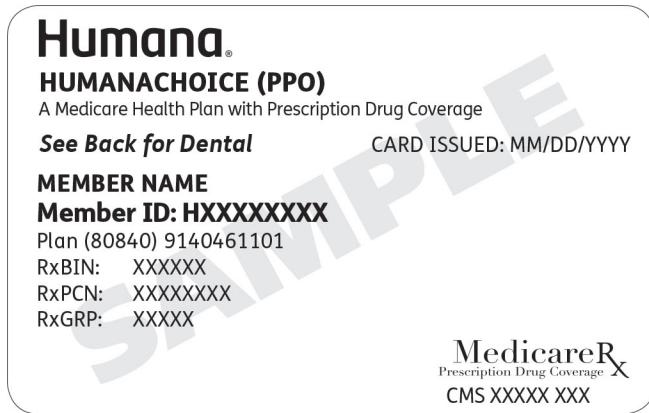 Humana®
HUMANACHOICE (PPO)
A Medicare Health Plan with Prescription Drug Coverage
See Back for Dental CARD ISSUED: MM/DD/YYYY
MEMBER NAME
Member ID: HXXXXXXXX
Plan (80840) 9140461101
RxBIN: XXXXXX
RxPCN: XXXXXXXX
RxGRP: XXXXX
SAMPLE
MedicareRx
Prescription Drug Coverage
CMS XXXXX XXX